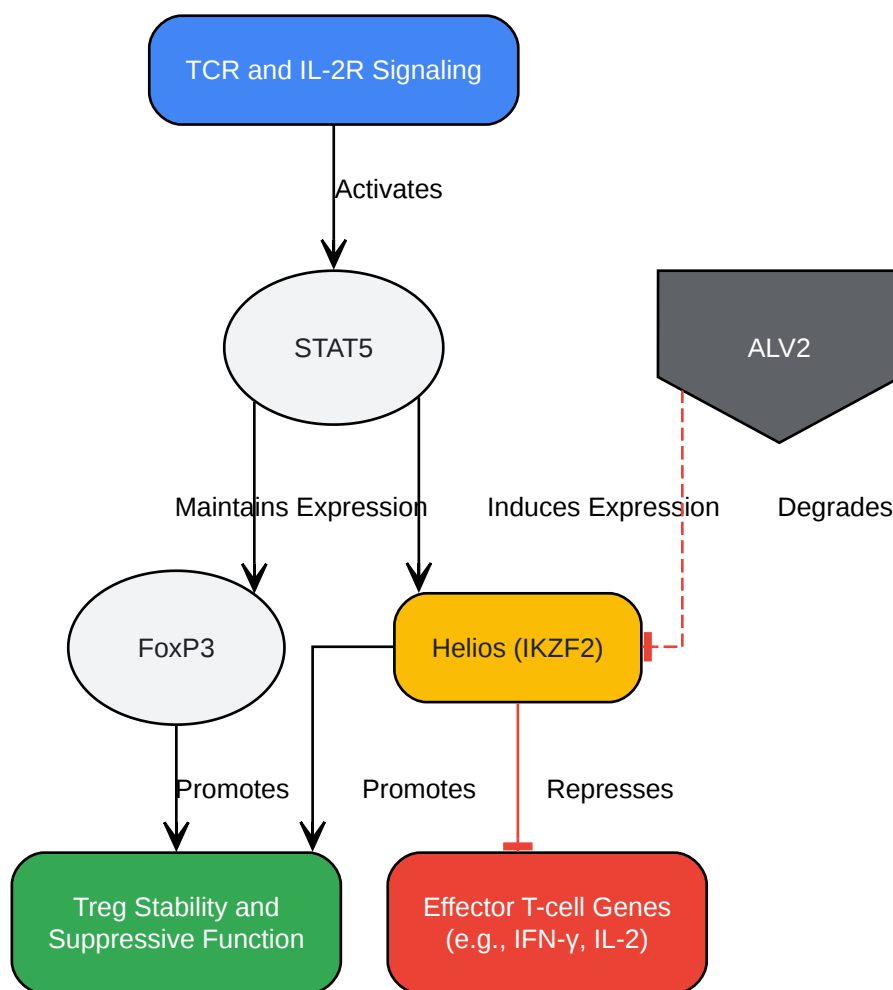 TCR and IL-2R Signaling
Activates
STAT5
ALV2
Maintains Expression
Induces Expression
Degrades
FoxP3
Helios (IKZF2)
Promotes
Promotes
Represses
Treg Stability and
Suppressive Function
Effector T-cell Genes
(e.g., IFN-γ, IL-2)